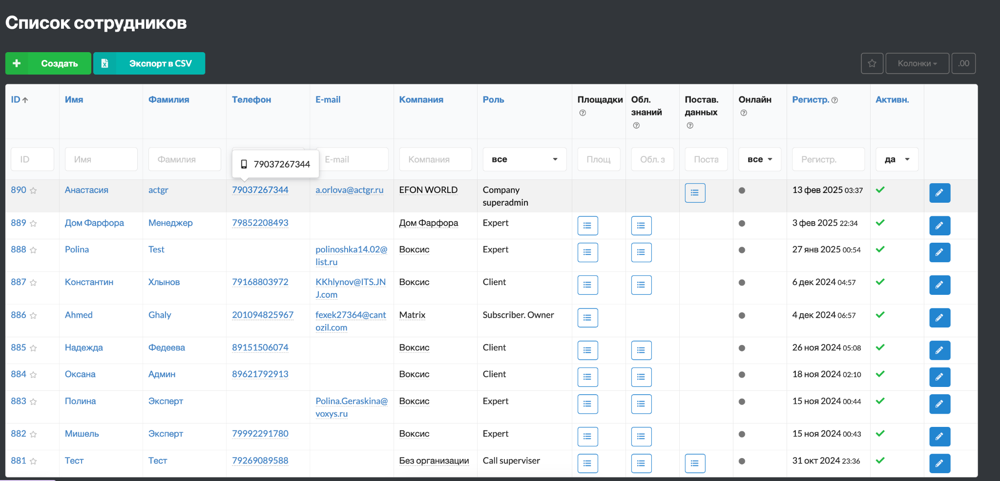 Список сотрудников
Создать Экспорт в CSV Колонки .00
ID Имя Фамилия Телефон E-mail Компания Роль Площадки Обл. знаний Постав. данных Онлайн Регистр. Активн.
ID Имя Фамилия E-mail Компания все Площ Обл. з Поста все Регистр. да
79037267344
890 Анастасия actgr 79037267344 a.orlova@actgr.ru EFON WORLD Company superadmin 13 фев 2025 03:37
889 Дом Фарфора Менеджер 79852208493 Дом Фарфора Expert 3 фев 2025 22:34
888 Polina Test polinoshka14.02@list.ru Воксис Expert 27 янв 2025 00:54
887 Константин Хлынов 79168803972 KKhlynov@ITS.JNJ.com Воксис Client 6 дек 2024 04:57
886 Ahmed Ghaly 201094825967 fexek27364@cantozil.com Matrix Subscriber. Owner 4 дек 2024 06:57
885 Надежда Федеева 89151506074 Воксис Client 26 ноя 2024 05:08
884 Оксана Админ 89621792913 Воксис Client 18 ноя 2024 02:10
883 Полина Эксперт Polina.Geraskina@voxys.ru Воксис Expert 15 ноя 2024 00:44
882 Мишель Эксперт 79992291780 Воксис Expert 15 ноя 2024 00:43
881 Тест Тест 79269089588 Без организации Call superviser 31 окт 2024 23:36